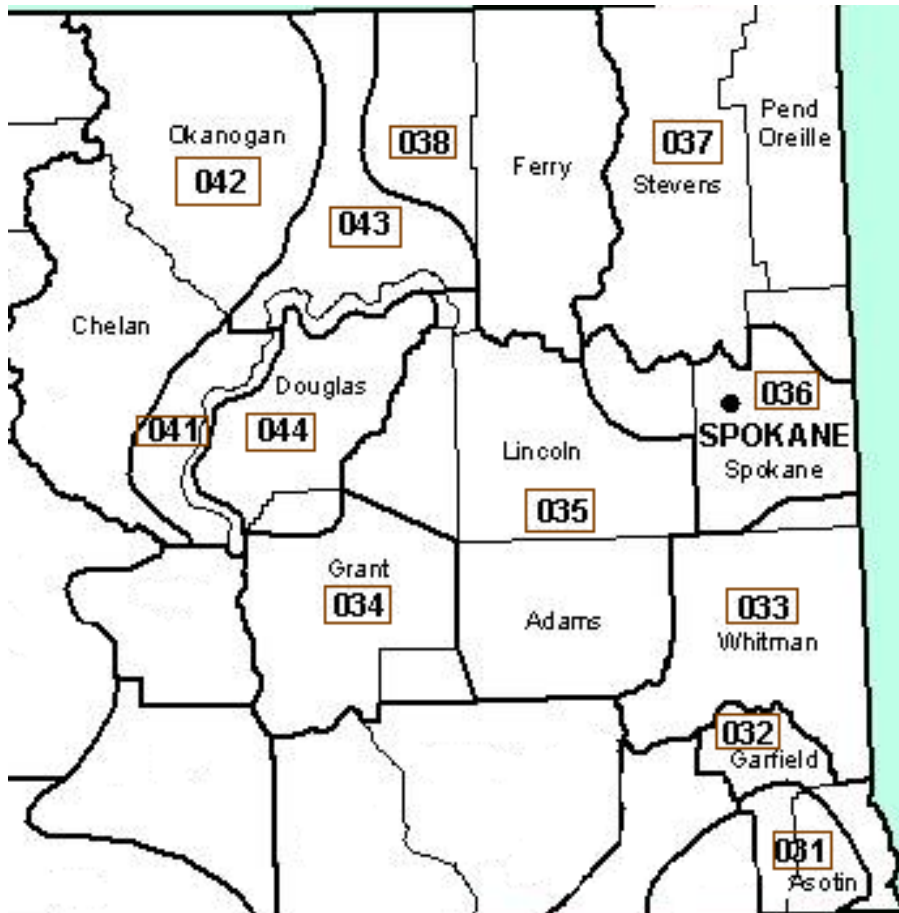 Okanogan
042
038
Ferry
037
Stevens
Pend
Oreille
043
Chelan
Douglas
041
044
036
SPOKANE
Spokane
Lincoln
035
Grant
034
Adams
033
Whitman
032
Garfield
031
Asotin